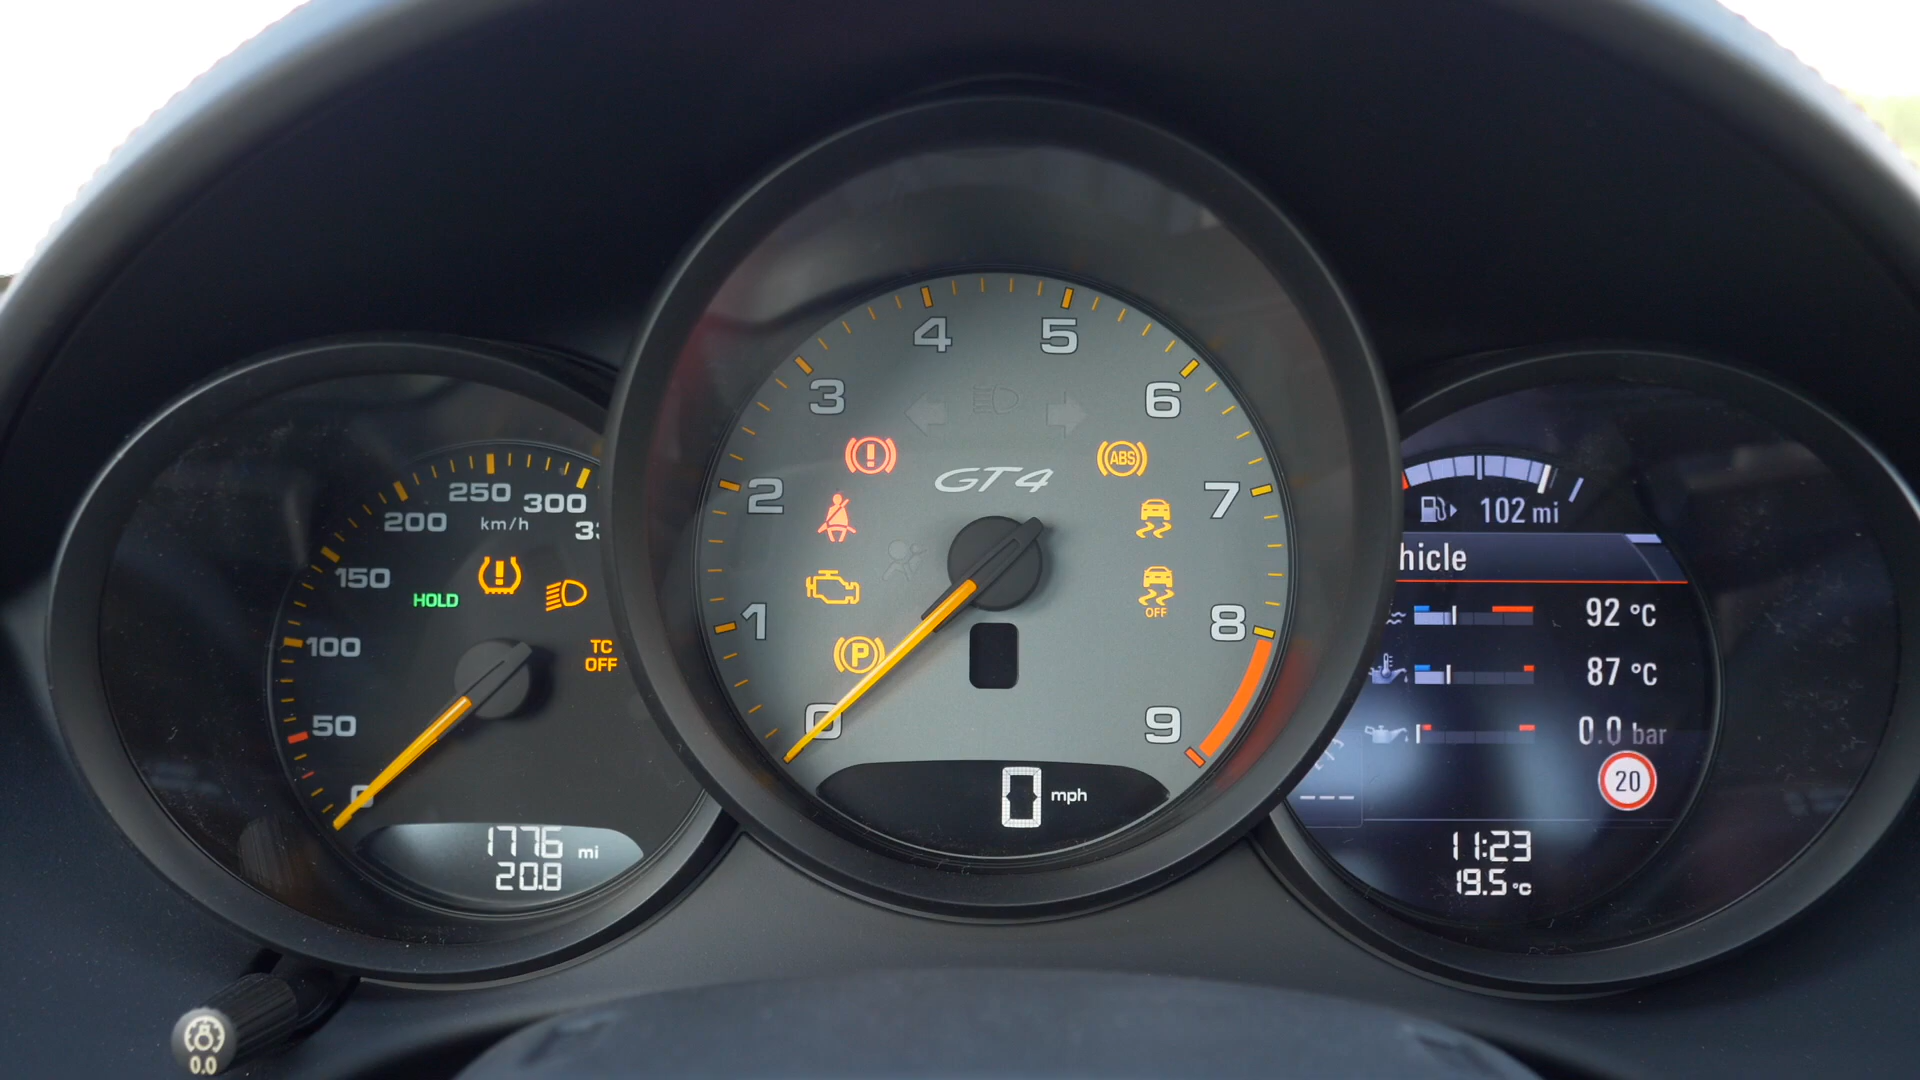 250
300
200
km/h
33
150
HOLD
100
TC
OFF
50
0
1776 mi
20.8
0.0
4
5
3
6
GT4
ABS
2
7
OFF
1
8
P
0
9
0 mph
102 mi
hicle
92 °C
87 °C
0.0 bar
20
---
11:23
19.5 °C